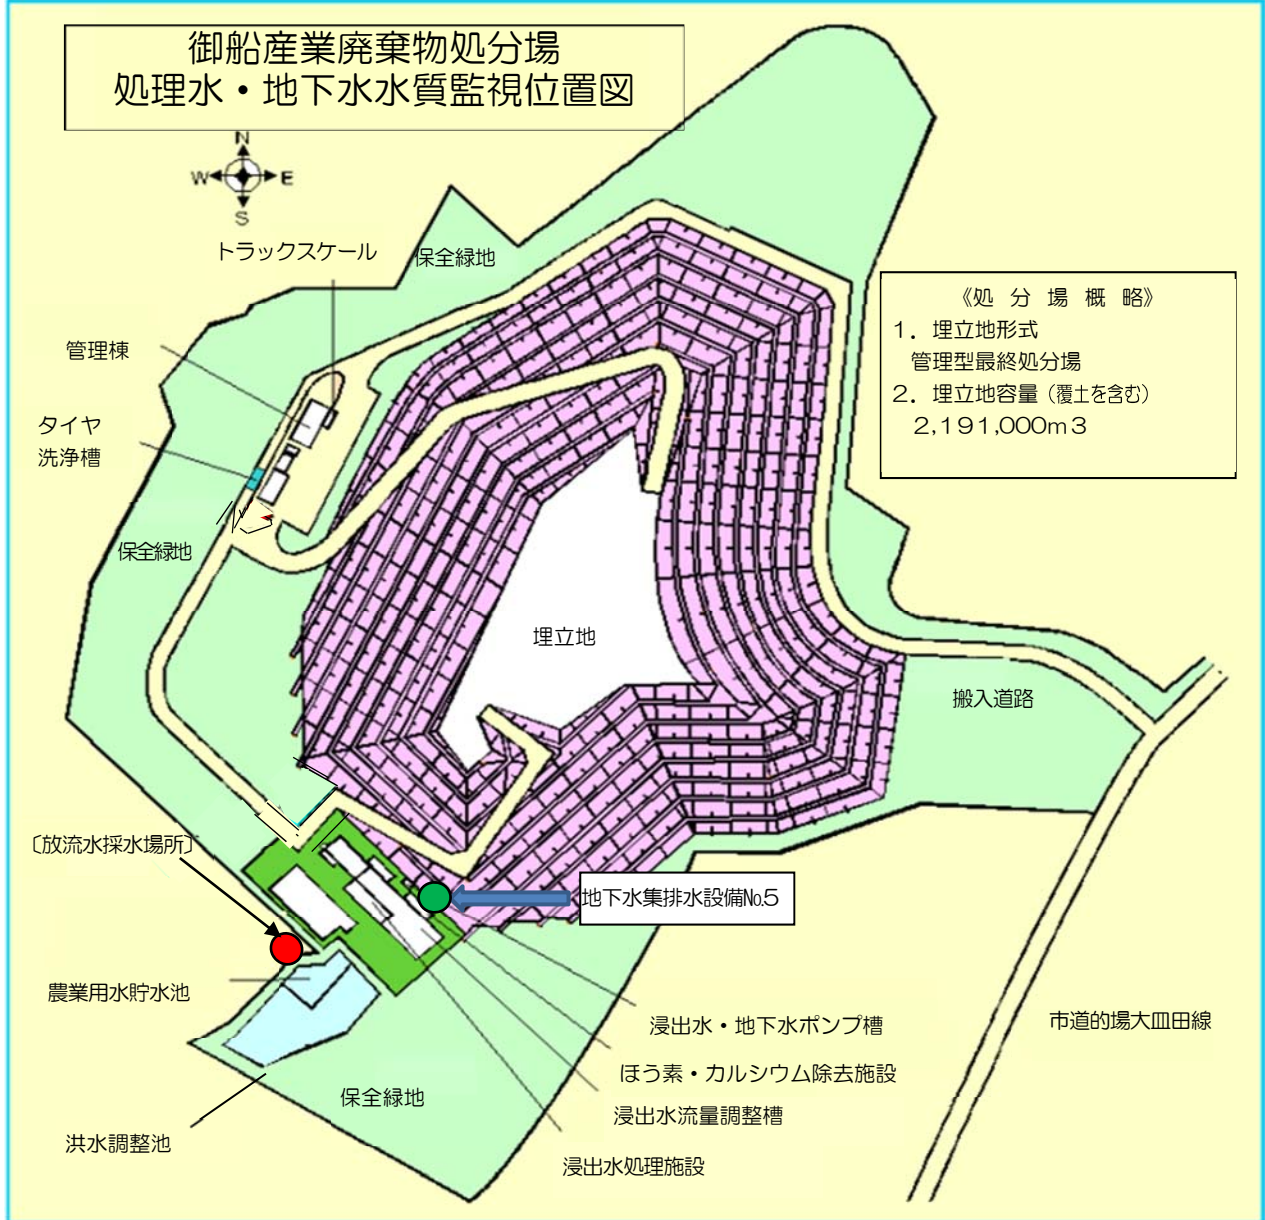 御船産業廃棄物処分場
処理水・地下水水質監視位置図
N
W
E
S
トラックスケール
保全緑地
《処 分 場 概 略》
1．埋立地形式
管理型最終処分場
2．埋立地容量（覆土を含む）
2,191,000m3
管理棟
タイヤ
洗浄槽
保全緑地
埋立地
搬入道路
〔放流水採水場所〕
地下水集排水設備№5
農業用水貯水池
浸出水・地下水ポンプ槽
市道的場大皿田線
ほう素・カルシウム除去施設
保全緑地
浸出水流量調整槽
洪水調整池
浸出水処理施設